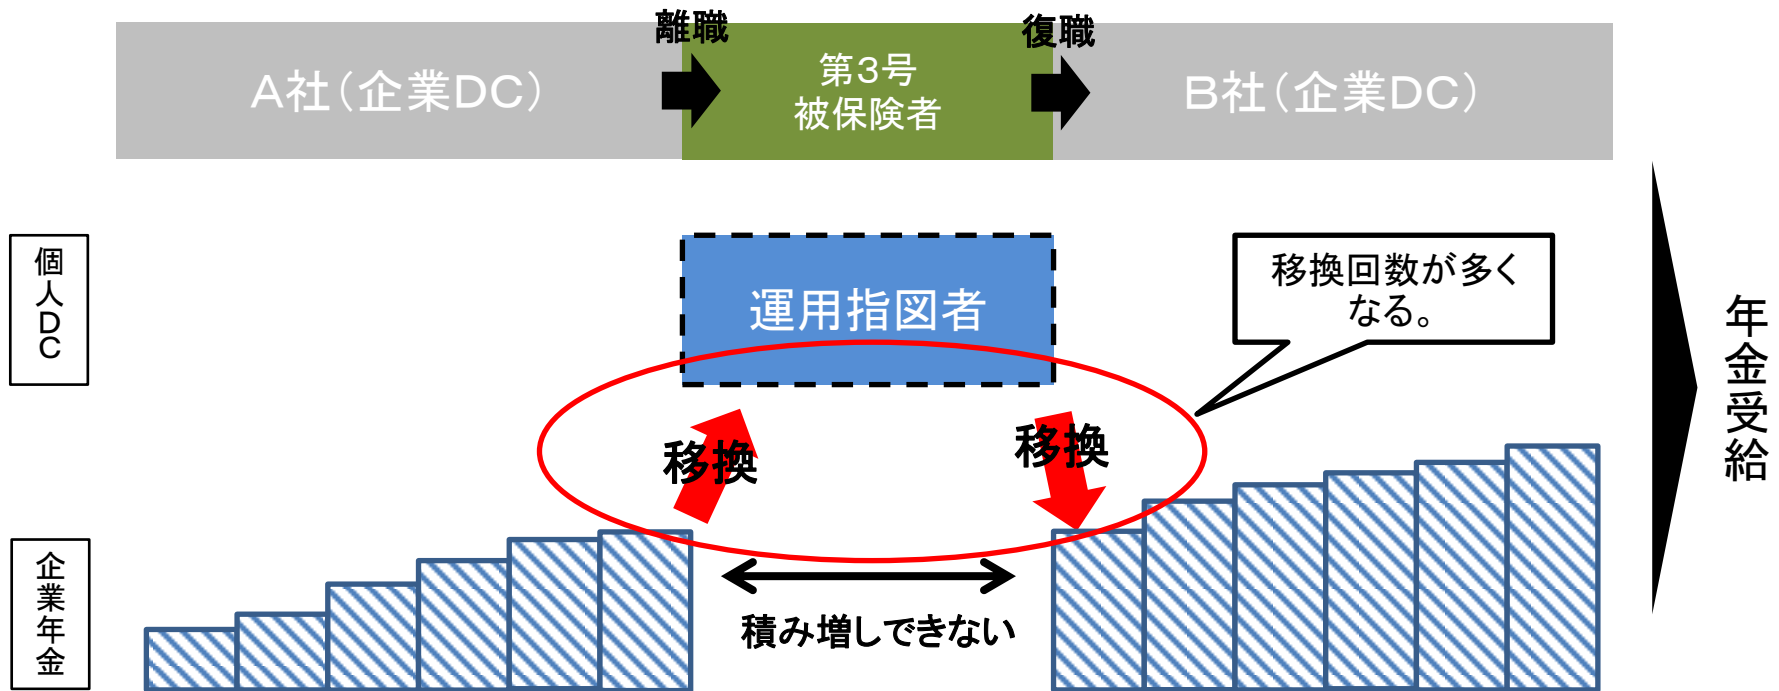 離職
復職
A社（企業DC）
第３号
被保険者
B社（企業DC）
個人DC
運用指図者
移換回数が多く
なる。
年金受給
移換
移換
企業年金
積み増しできない